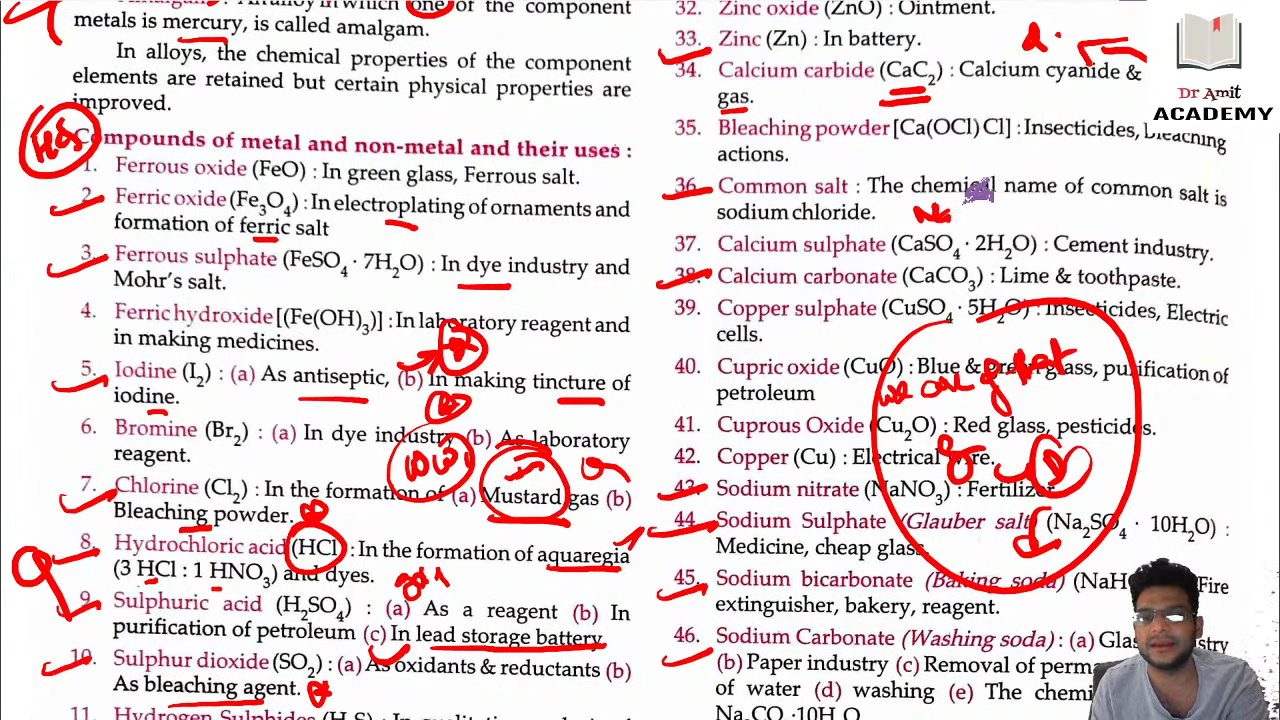 metals is mercury, is called amalgam.
In alloys, the chemical properties of the component
elements are retained but certain physical properties are
improved.
Compounds of metal and non-metal and their uses :
1. Ferrous oxide (FeO) : In green glass, Ferrous salt.
2. Ferric oxide (Fe3O4) : In electroplating of ornaments and
formation of ferric salt
3. Ferrous sulphate (FeSO4 · 7H2O) : In dye industry and
Mohr's salt.
4. Ferric hydroxide [(Fe(OH)3)] : In laboratory reagent and
in making medicines.
5. Iodine (I2) : (a) As antiseptic, (b) In making tincture of
iodine.
6. Bromine (Br2) : (a) In dye industry (b) As laboratory
reagent.
7. Chlorine (Cl2) : In the formation of (a) Mustard gas (b)
Bleaching powder.
8. Hydrochloric acid (HCl) : In the formation of aquaregia
(3 HCl : 1 HNO3) and dyes.
9. Sulphuric acid (H2SO4) : (a) As a reagent (b) In
purification of petroleum (c) In lead storage battery
10. Sulphur dioxide (SO2) : (a) As oxidants & reductants (b)
As bleaching agent.
11. Hydrogen Sulphides (H2S) :
32. Zinc oxide (ZnO) : Ointment.
33. Zinc (Zn) : In battery.
34. Calcium carbide (CaC2) : Calcium cyanide &
gas.
35. Bleaching powder [Ca(OCl) Cl] : Insecticides, Bleaching
actions.
36. Common salt : The chemical name of common salt is
sodium chloride.
Na
37. Calcium sulphate (CaSO4 · 2H2O) : Cement industry.
38. Calcium carbonate (CaCO3) : Lime & toothpaste.
39. Copper sulphate (CuSO4 · 5H2O) : Insecticides, Electric
cells.
40. Cupric oxide (CuO) : Blue & green glass, purification of
petroleum
41. Cuprous Oxide (Cu2O) : Red glass, pesticides.
42. Copper (Cu) : Electrical wire.
43. Sodium nitrate (NaNO3) : Fertilizer
44. Sodium Sulphate (Glauber salt) (Na2SO4 · 10H2O) :
Medicine, cheap glass.
45. Sodium bicarbonate (Baking soda) (NaH Fire
extinguisher, bakery, reagent.
46. Sodium Carbonate (Washing soda) : (a)
(b) Paper industry (c) Removal of
of water (d) washing (e) The
Na2CO3 ·10H2O
Dr Amit
ACADEMY